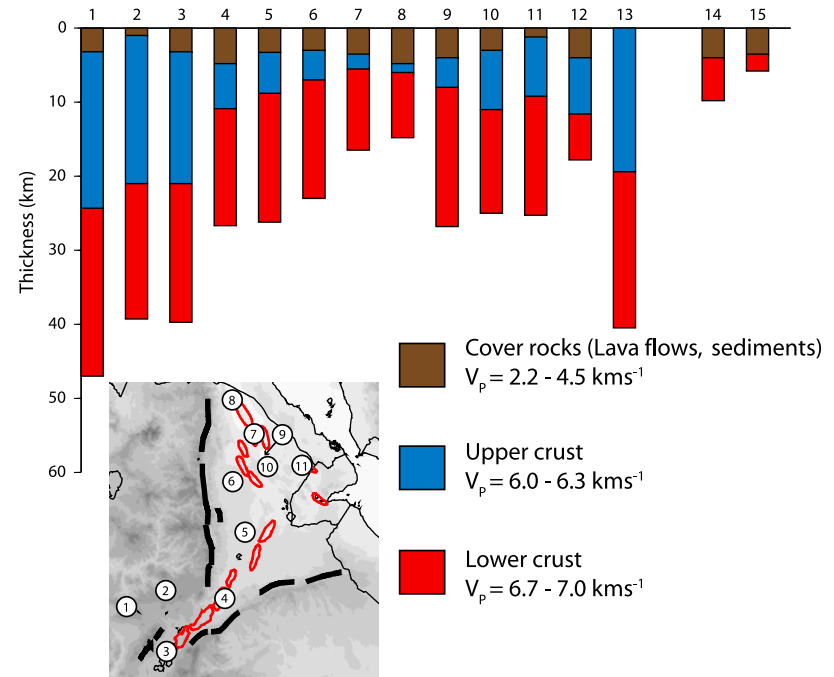 1 2 3 4 5 6 7 8 9 10 11 12 13 14 15
0
10
20
30
40
50
60
Thickness (km)
Cover rocks (Lava flows, sediments)
Vₚ = 2.2 - 4.5 kms⁻¹
Upper crust
Vₚ = 6.0 - 6.3 kms⁻¹
Lower crust
Vₚ = 6.7 - 7.0 kms⁻¹
8
7
9
10
11
6
5
2
1
4
3